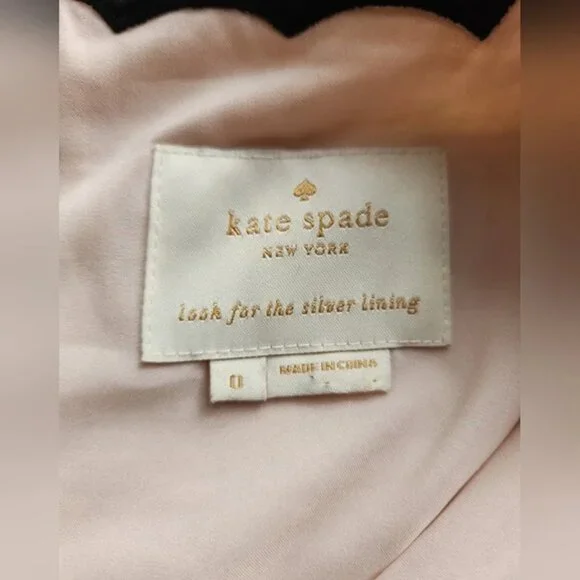 kate spade
NEW YORK
look for the silver lining
0
MADE IN CHINA